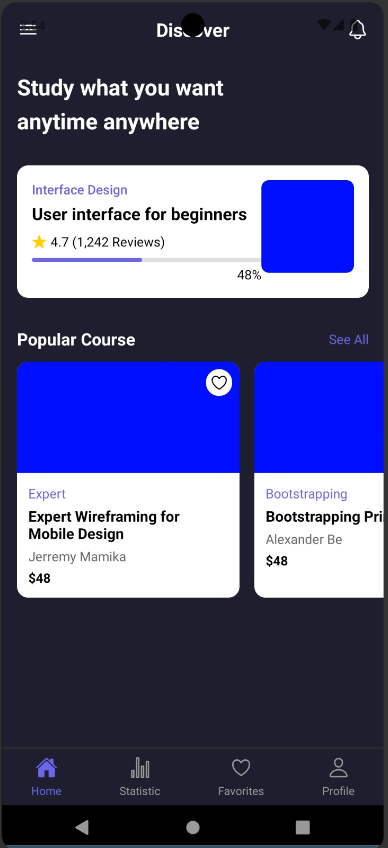 Discover
Study what you want
anytime anywhere
Interface Design
User interface for beginners
4.7 (1,242 Reviews)
48%
Popular Course
See All
Expert
Expert Wireframing for
Mobile Design
Jerremy Mamika
$48
Bootstrapping
Bootstrapping Pri
Alexander Be
$48
Home
Statistic
Favorites
Profile